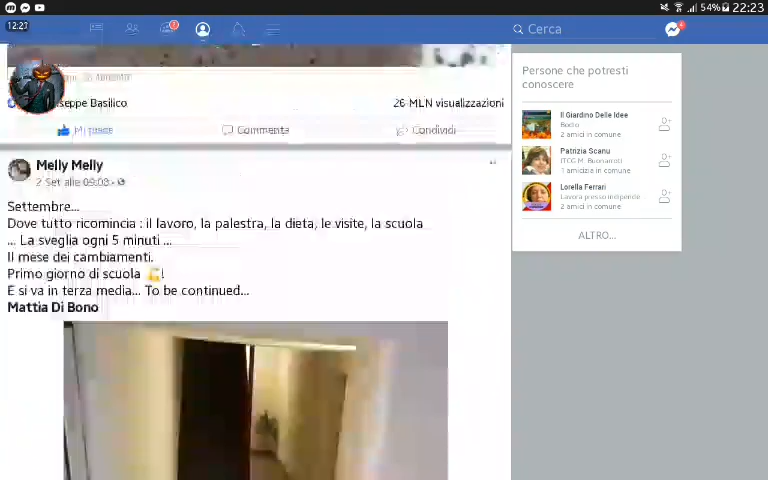 54% 22:23
12:21
Cerca
Giuseppe Basilico
26 MLN visualizzazioni
Mi piace
Commenta
Condividi
Melly Melly
2 Set alle 09:03
Settembre...
Dove tutto ricomincia : il lavoro, la palestra, la dieta, le visite, la scuola
... La sveglia ogni 5 minuti ...
Il mese dei cambiamenti.
Primo giorno di scuola 💪!
E si va in terza media... To be continued...
Mattia Di Bono
Persone che potresti
conoscere
Il Giardino Delle Idee
2 amici in comune
Patrizia Scanu
ITCG M. Buonarroti
1 amicizia in comune
Lorella Ferrari
Lavora presso Indipende
2 amici in comune
ALTRO...